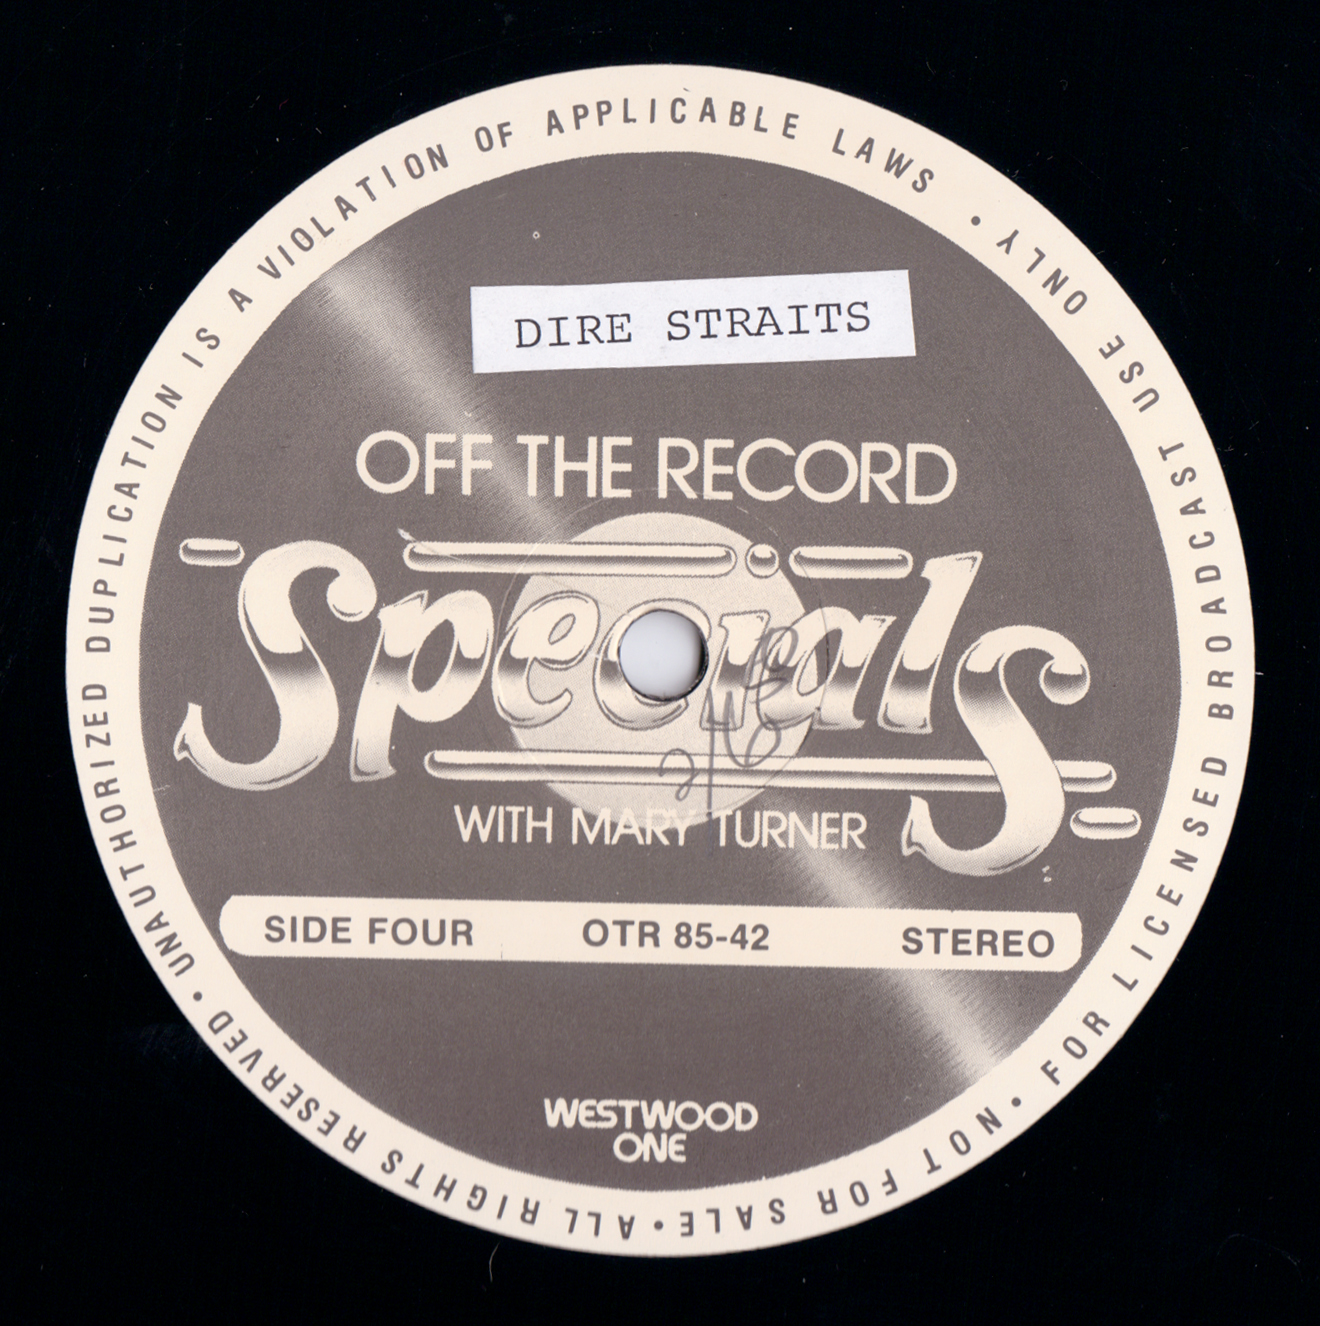 DIRE STRAITS
OFF THE RECORD
Specials
WITH MARY TURNER
SIDE FOUR OTR 85-42 STEREO
WESTWOOD
ONE
UNAUTHORIZED DUPLICATION IS A VIOLATION OF APPLICABLE LAWS •
FOR LICENSED BROADCAST USE ONLY. •
NOT FOR SALE • ALL RIGHTS RESERVED •